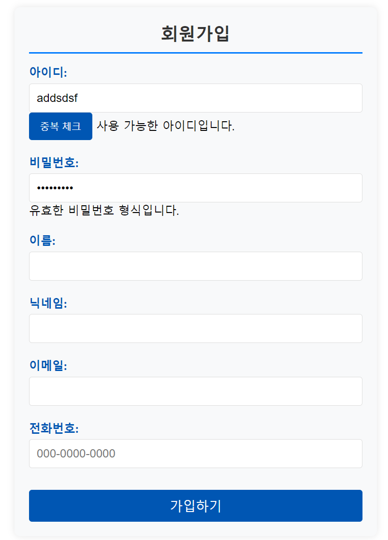 회원가입
아이디:
addsdsf
중복 체크 사용 가능한 아이디입니다.
비밀번호:
•••••••••
유효한 비밀번호 형식입니다.
이름:
닉네임:
이메일:
전화번호:
000-0000-0000
가입하기